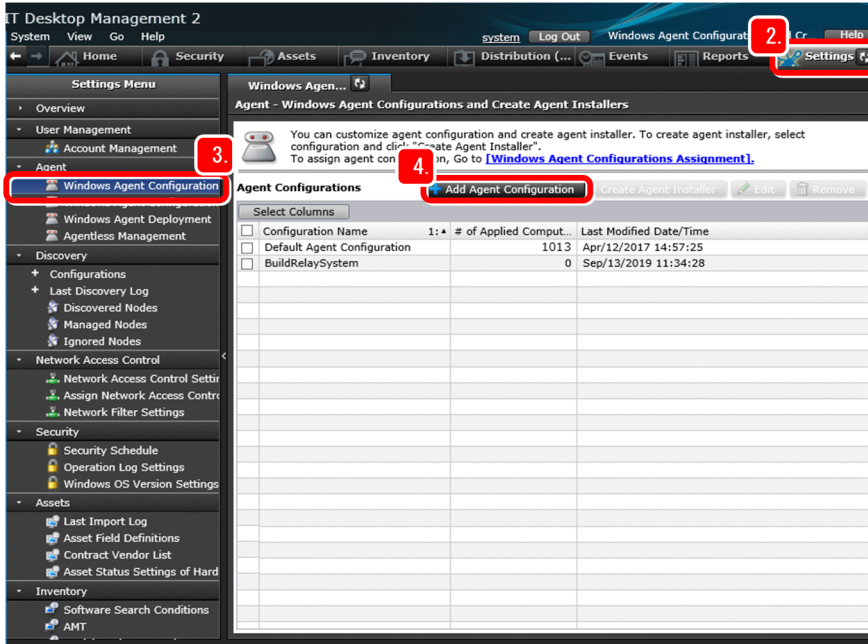 IT Desktop Management 2
System View Go Help
system Log Out Windows Agent Configurat Cr Help
2.
Home Security Assets Inventory Distribution (... Events Reports Settings
Settings Menu
Overview
User Management
Account Management
3.
Agent
Windows Agent Configuration
Windows Agent Deployment
Agentless Management
Discovery
Configurations
Last Discovery Log
Discovered Nodes
Managed Nodes
Ignored Nodes
Network Access Control
Network Access Control Settin
Assign Network Access Contro
Network Filter Settings
Security
Security Schedule
Operation Log Settings
Windows OS Version Settings
Assets
Last Import Log
Asset Field Definitions
Contract Vendor List
Asset Status Settings of Hard
Inventory
Software Search Conditions
AMT
Windows Agen...
Agent - Windows Agent Configurations and Create Agent Installers
You can customize agent configuration and create agent installer. To create agent installer, select
configuration and click "Create Agent Installer".
To assign agent con on, Go to [Windows Agent Configurations Assignment].
4.
Agent Configurations Add Agent Configuration Create Agent Installer Edit Remove
Select Columns
Configuration Name 1:▲ # of Applied Comput... Last Modified Date/Time
Default Agent Configuration 1013 Apr/12/2017 14:57:25
BuildRelaySystem 0 Sep/13/2019 11:34:28